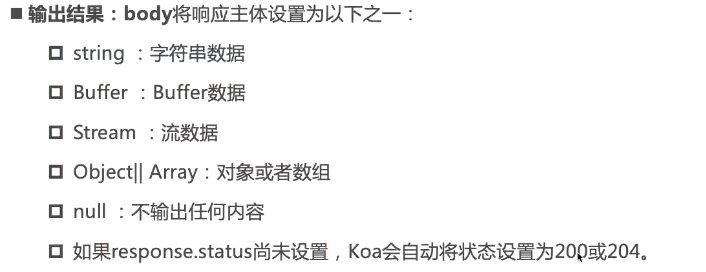 ■ 输出结果：body将响应主体设置为以下之一：
string ：字符串数据
Buffer ：Buffer数据
Stream ：流数据
Object|| Array：对象或者数组
null ：不输出任何内容
如果response.status尚未设置，Koa会自动将状态设置为200或204。